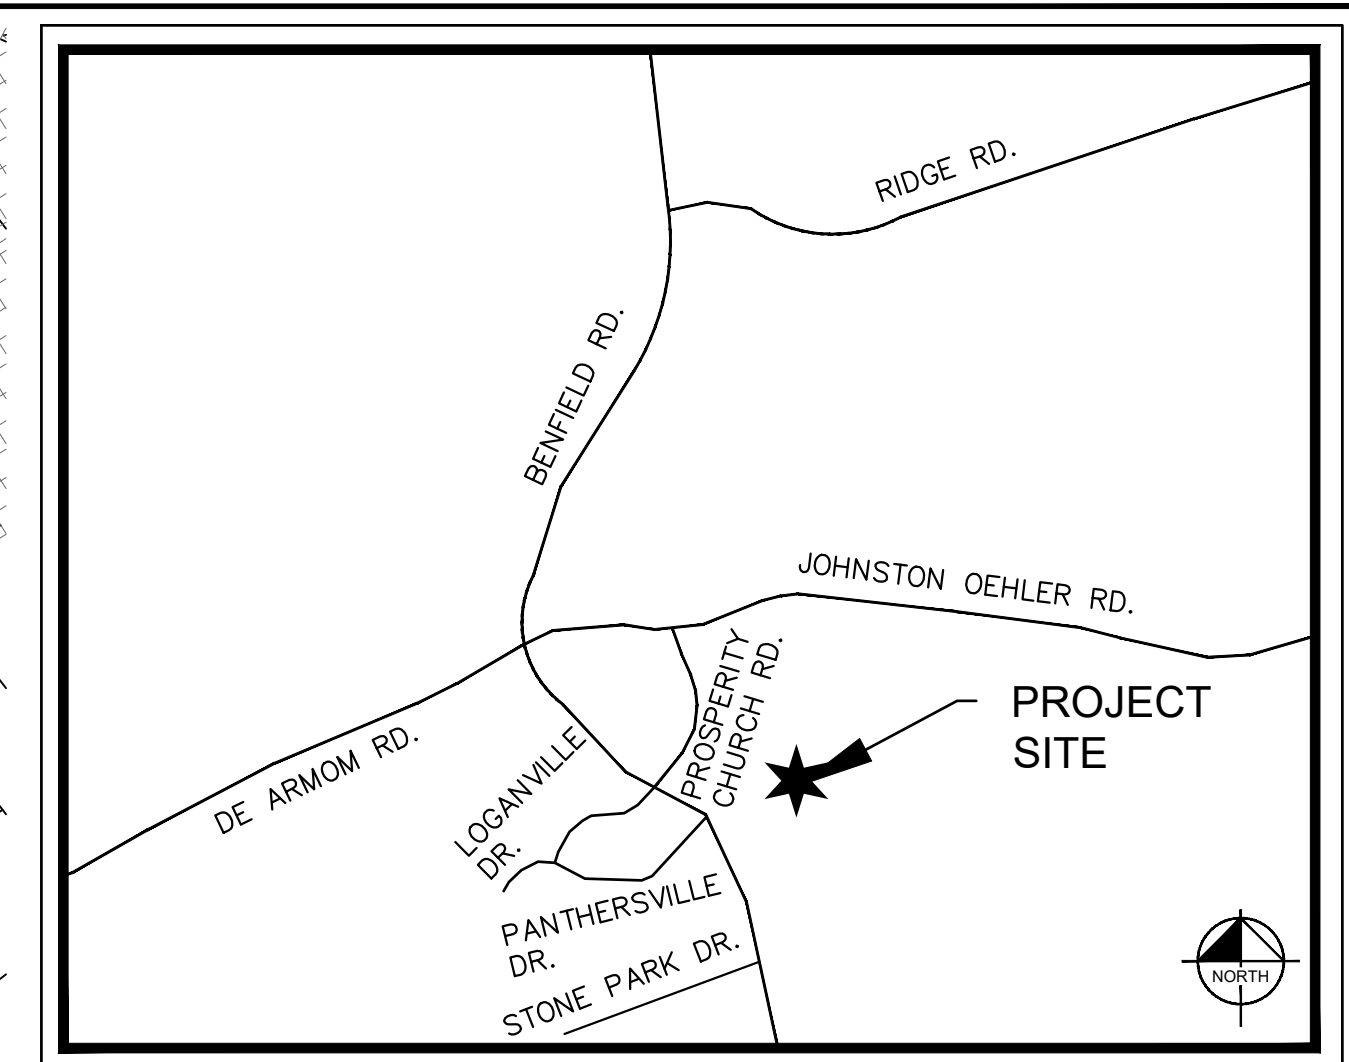 RIDGE RD.
BENFIELD RD.
JOHNSTON OEHLER RD.
PROSPERITY
CHURCH RD.
PROJECT
SITE
DE ARMOM RD.
LOGANVILLE
DR.
PANTHERSVILLE
DR.
STONE PARK DR.
NORTH